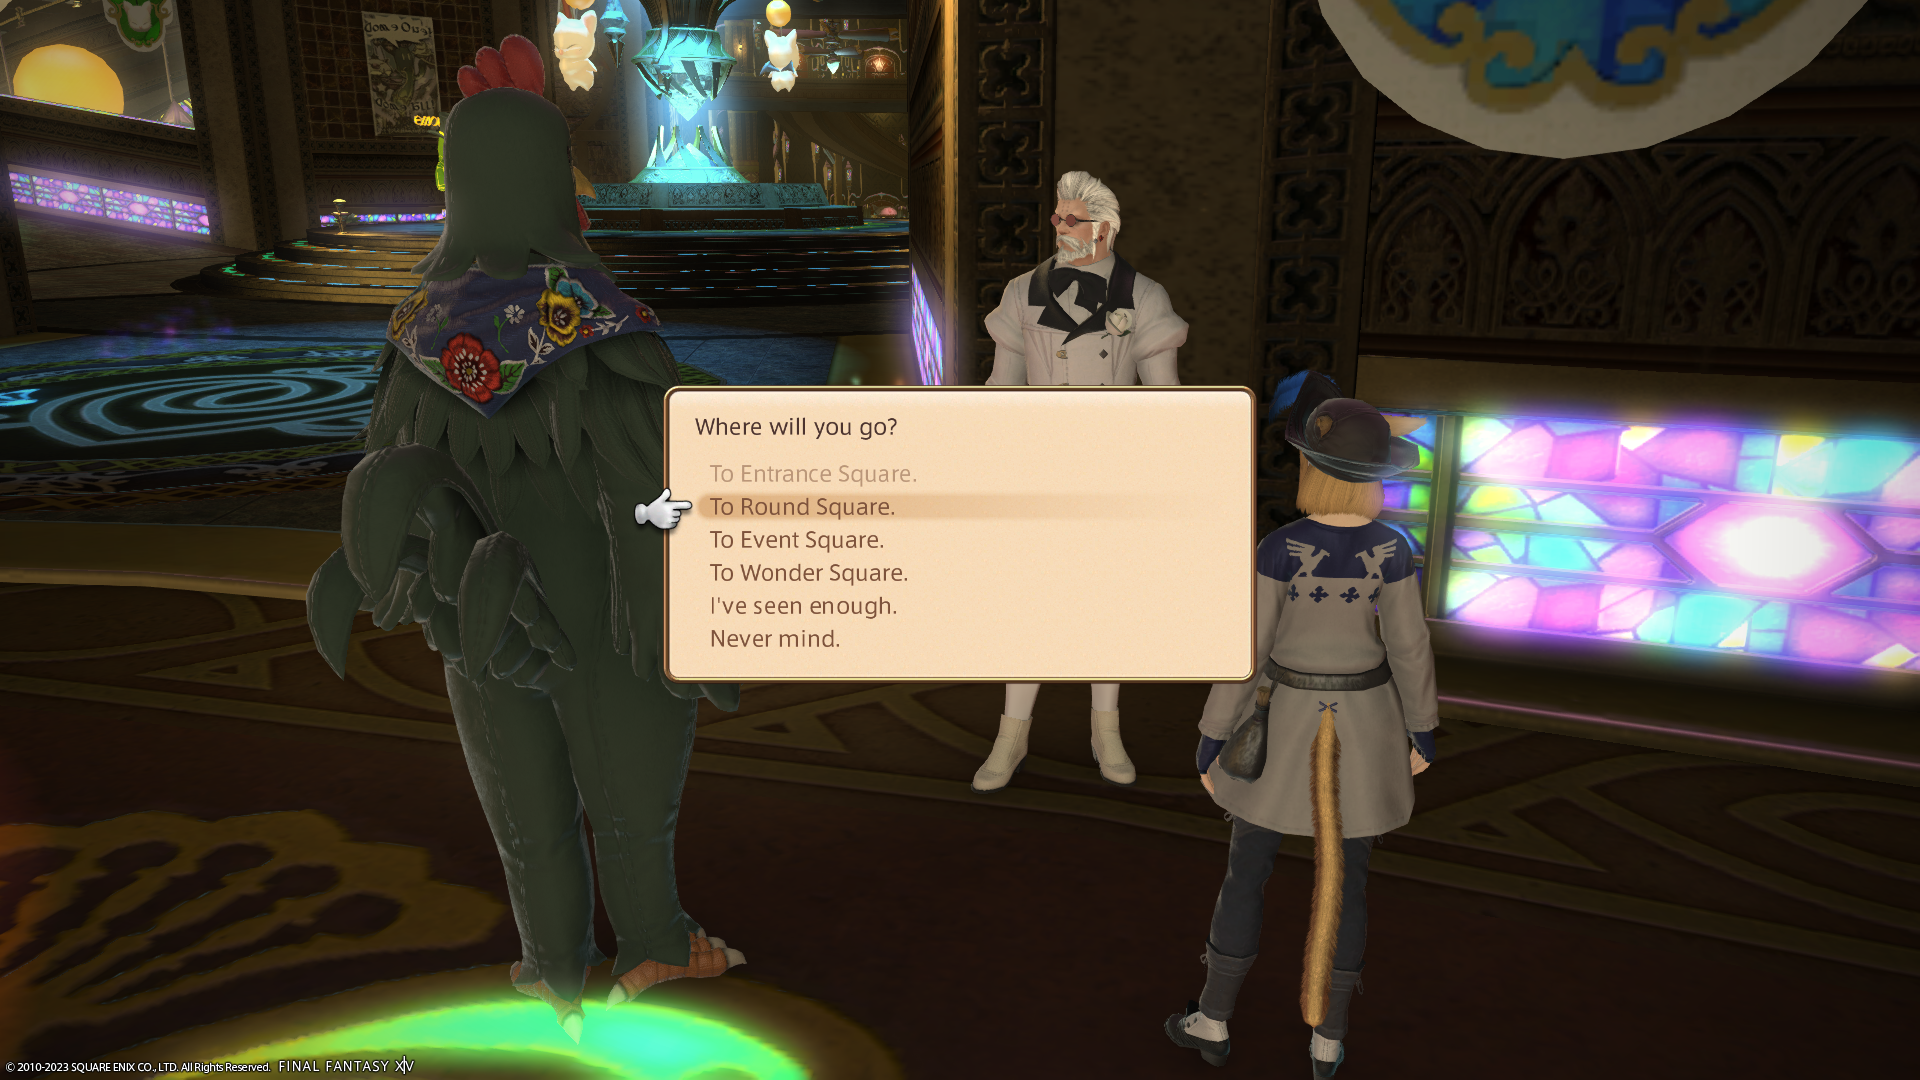 Where will you go?
To Entrance Square.
To Round Square.
To Event Square.
To Wonder Square.
I've seen enough.
Never mind.
© 2010-2023 SQUARE ENIX CO., LTD. All Rights Reserved. FINAL FANTASY XIV